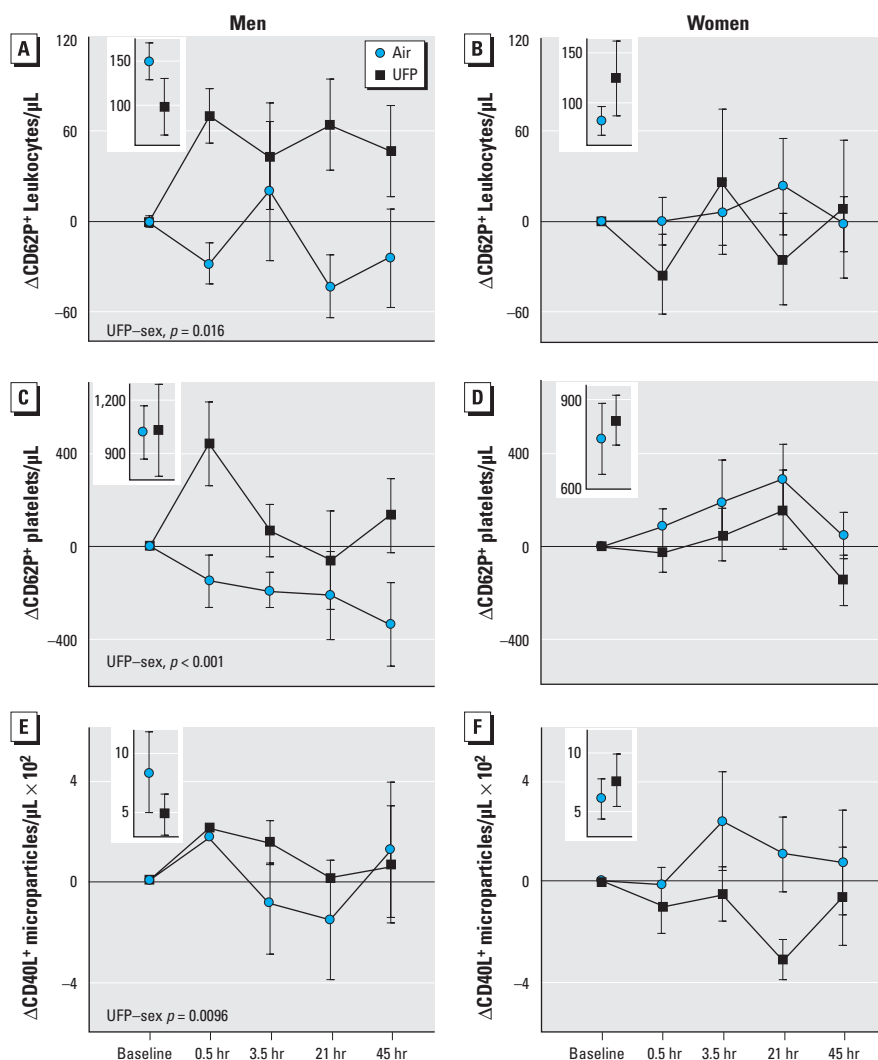 Men
Women
A
120
60
0
–60
ΔCD62P+ Leukocytes/μL
150
100
Air
UFP
UFP–sex, p = 0.016
B
120
60
0
–60
ΔCD62P+ Leukocytes/μL
150
100
C
400
0
–400
ΔCD62P+ platelets/μL
1,200
900
UFP–sex, p < 0.001
D
400
0
–400
ΔCD62P+ platelets/μL
900
600
E
4
0
–4
ΔCD40L+ microparticles/μL × 10²
10
5
UFP–sex p = 0.0096
Baseline 0.5 hr 3.5 hr 21 hr 45 hr
F
4
0
–4
ΔCD40L+ microparticles/μL × 10²
10
5
Baseline 0.5 hr 3.5 hr 21 hr 45 hr